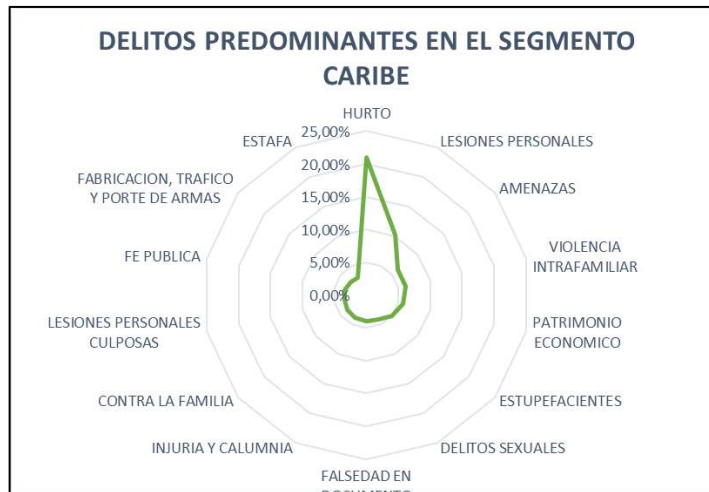 DELITOS PREDOMINANTES EN EL SEGMENTO
CARIBE
HURTO
LESIONES PERSONALES
AMENAZAS
VIOLENCIA
INTRAFAMILIAR
PATRIMONIO
ECONOMICO
ESTUPEFACIENTES
DELITOS SEXUALES
FALSEDAD EN
DOCUMENTO
INJURIA Y CALUMNIA
CONTRA LA FAMILIA
LESIONES PERSONALES
CULPOSAS
FE PUBLICA
FABRICACION, TRAFICO
Y PORTE DE ARMAS
ESTAFA
25,00%
20,00%
15,00%
10,00%
5,00%
0,00%